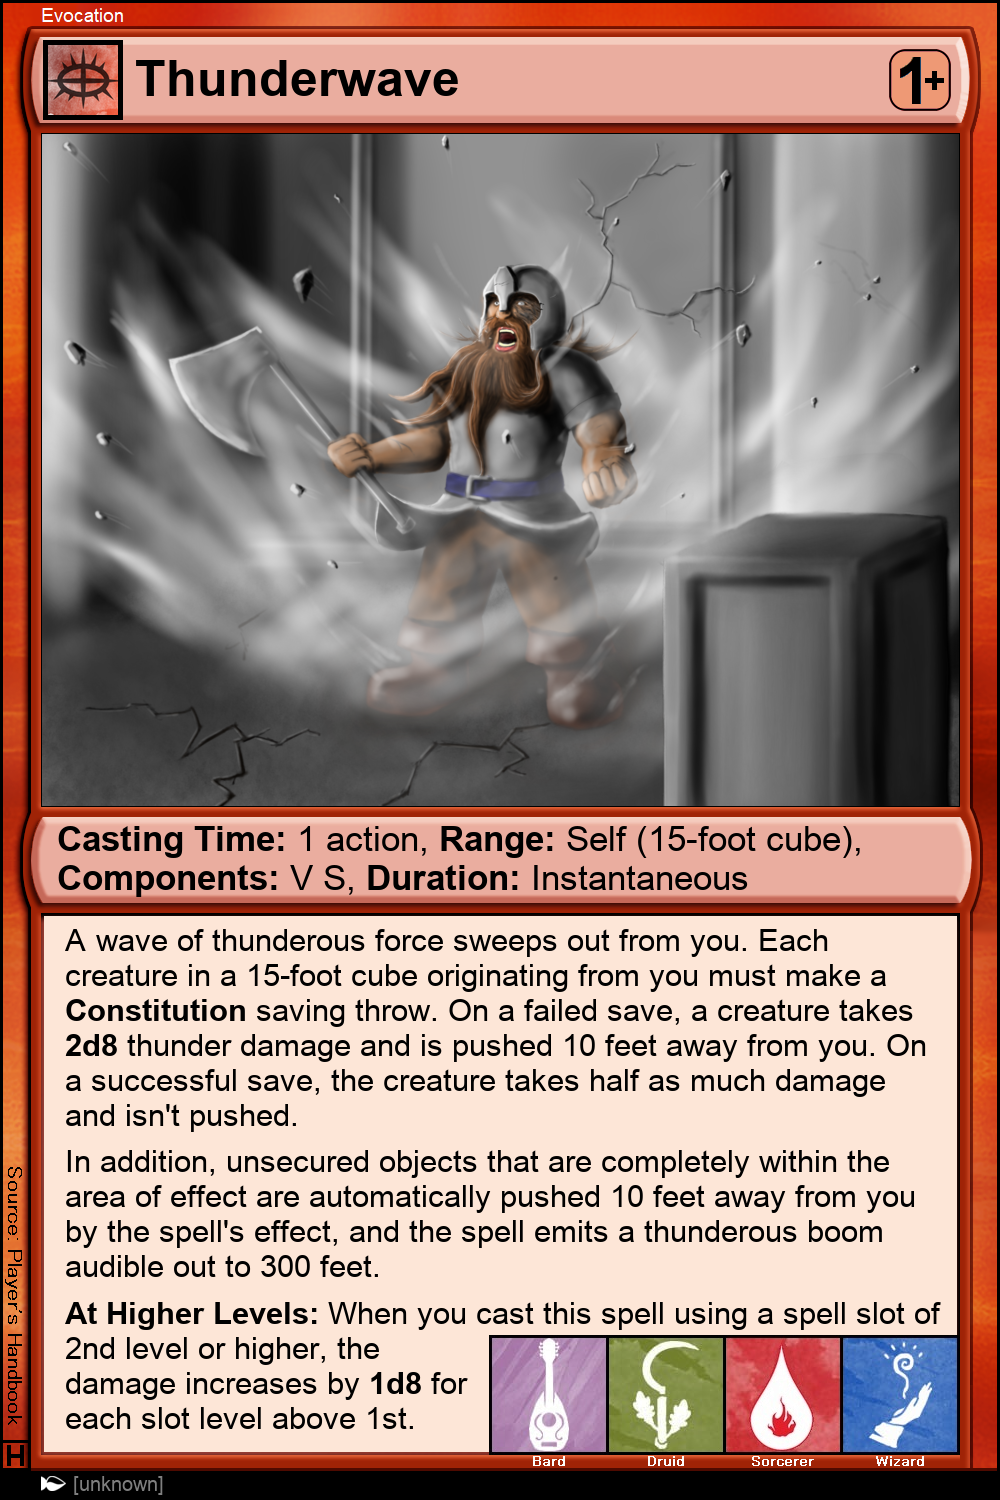 Evocation
Thunderwave
1+
Casting Time: 1 action, Range: Self (15-foot cube),
Components: V S, Duration: Instantaneous
A wave of thunderous force sweeps out from you. Each
creature in a 15-foot cube originating from you must make a
Constitution saving throw. On a failed save, a creature takes
2d8 thunder damage and is pushed 10 feet away from you. On
a successful save, the creature takes half as much damage
and isn't pushed.
In addition, unsecured objects that are completely within the
area of effect are automatically pushed 10 feet away from you
by the spell's effect, and the spell emits a thunderous boom
audible out to 300 feet.
At Higher Levels: When you cast this spell using a spell slot of
2nd level or higher, the
damage increases by 1d8 for
each slot level above 1st.
Bard Druid Sorcerer Wizard
Source: Player's Handbook
H
[unknown]